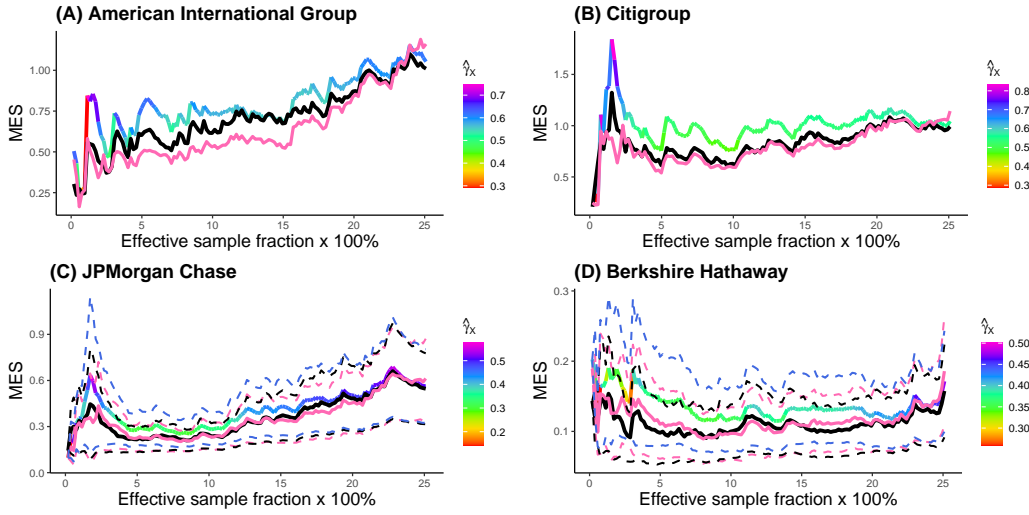 (A) American International Group
MES
1.00
0.75
0.50
0.25
0 5 10 15 20 25
Effective sample fraction x 100%
γ̂X
0.7
0.6
0.5
0.4
0.3
(B) Citigroup
MES
1.5
1.0
0.5
0 5 10 15 20 25
Effective sample fraction x 100%
γ̂X
0.8
0.7
0.6
0.5
0.4
0.3
(C) JPMorgan Chase
MES
0.9
0.6
0.3
0.0
0 5 10 15 20 25
Effective sample fraction x 100%
γ̂X
0.5
0.4
0.3
0.2
(D) Berkshire Hathaway
MES
0.3
0.2
0.1
0 5 10 15 20 25
Effective sample fraction x 100%
γ̂X
0.50
0.45
0.40
0.35
0.30